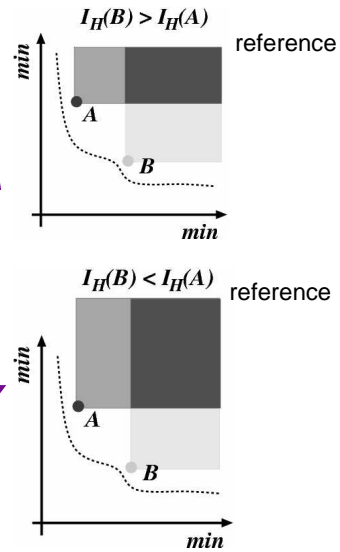 I_H(B) > I_H(A)
reference
min
A
B
min
I_H(B) < I_H(A)
reference
min
A
B
min